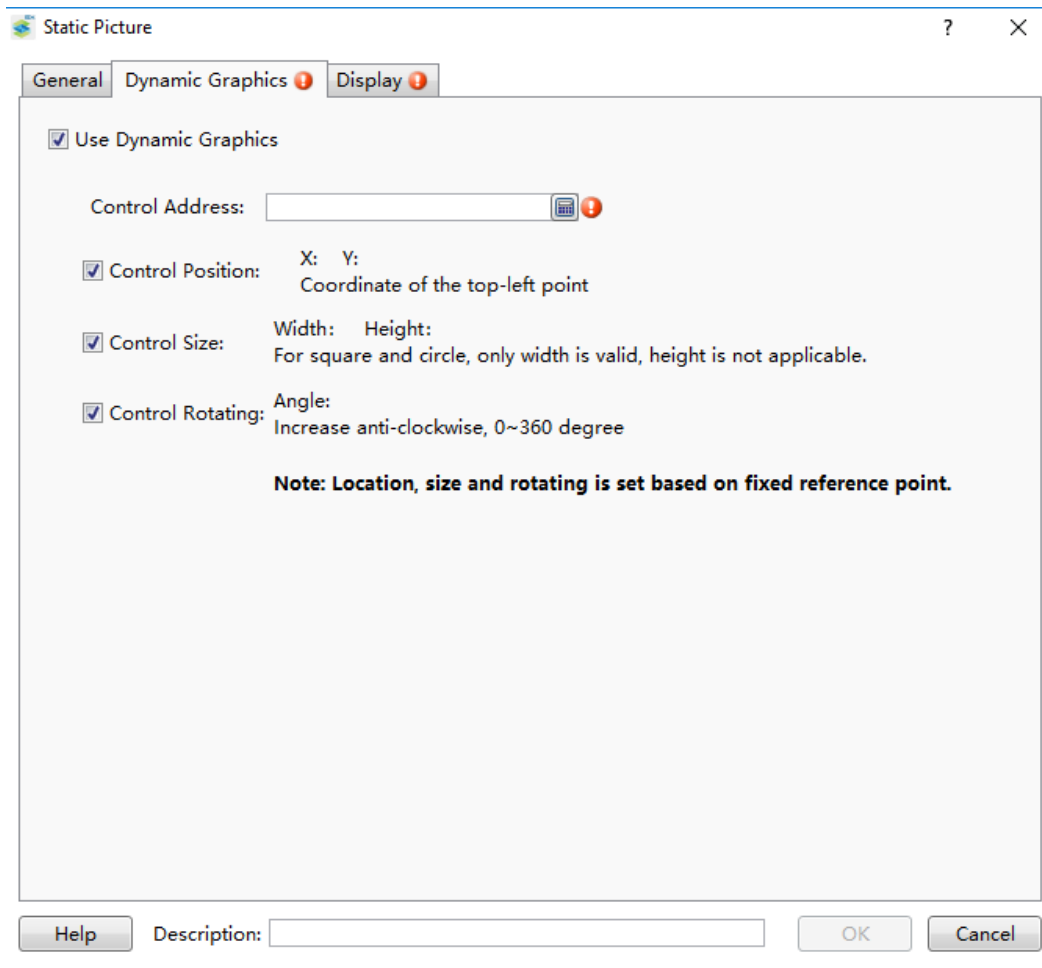 Static Picture
General Dynamic Graphics Display
Use Dynamic Graphics
Control Address:
Control Position: X: Y:
Coordinate of the top-left point
Control Size: Width: Height:
For square and circle, only width is valid, height is not applicable.
Control Rotating: Angle:
Increase anti-clockwise, 0~360 degree
Note: Location, size and rotating is set based on fixed reference point.
Help Description: OK Cancel